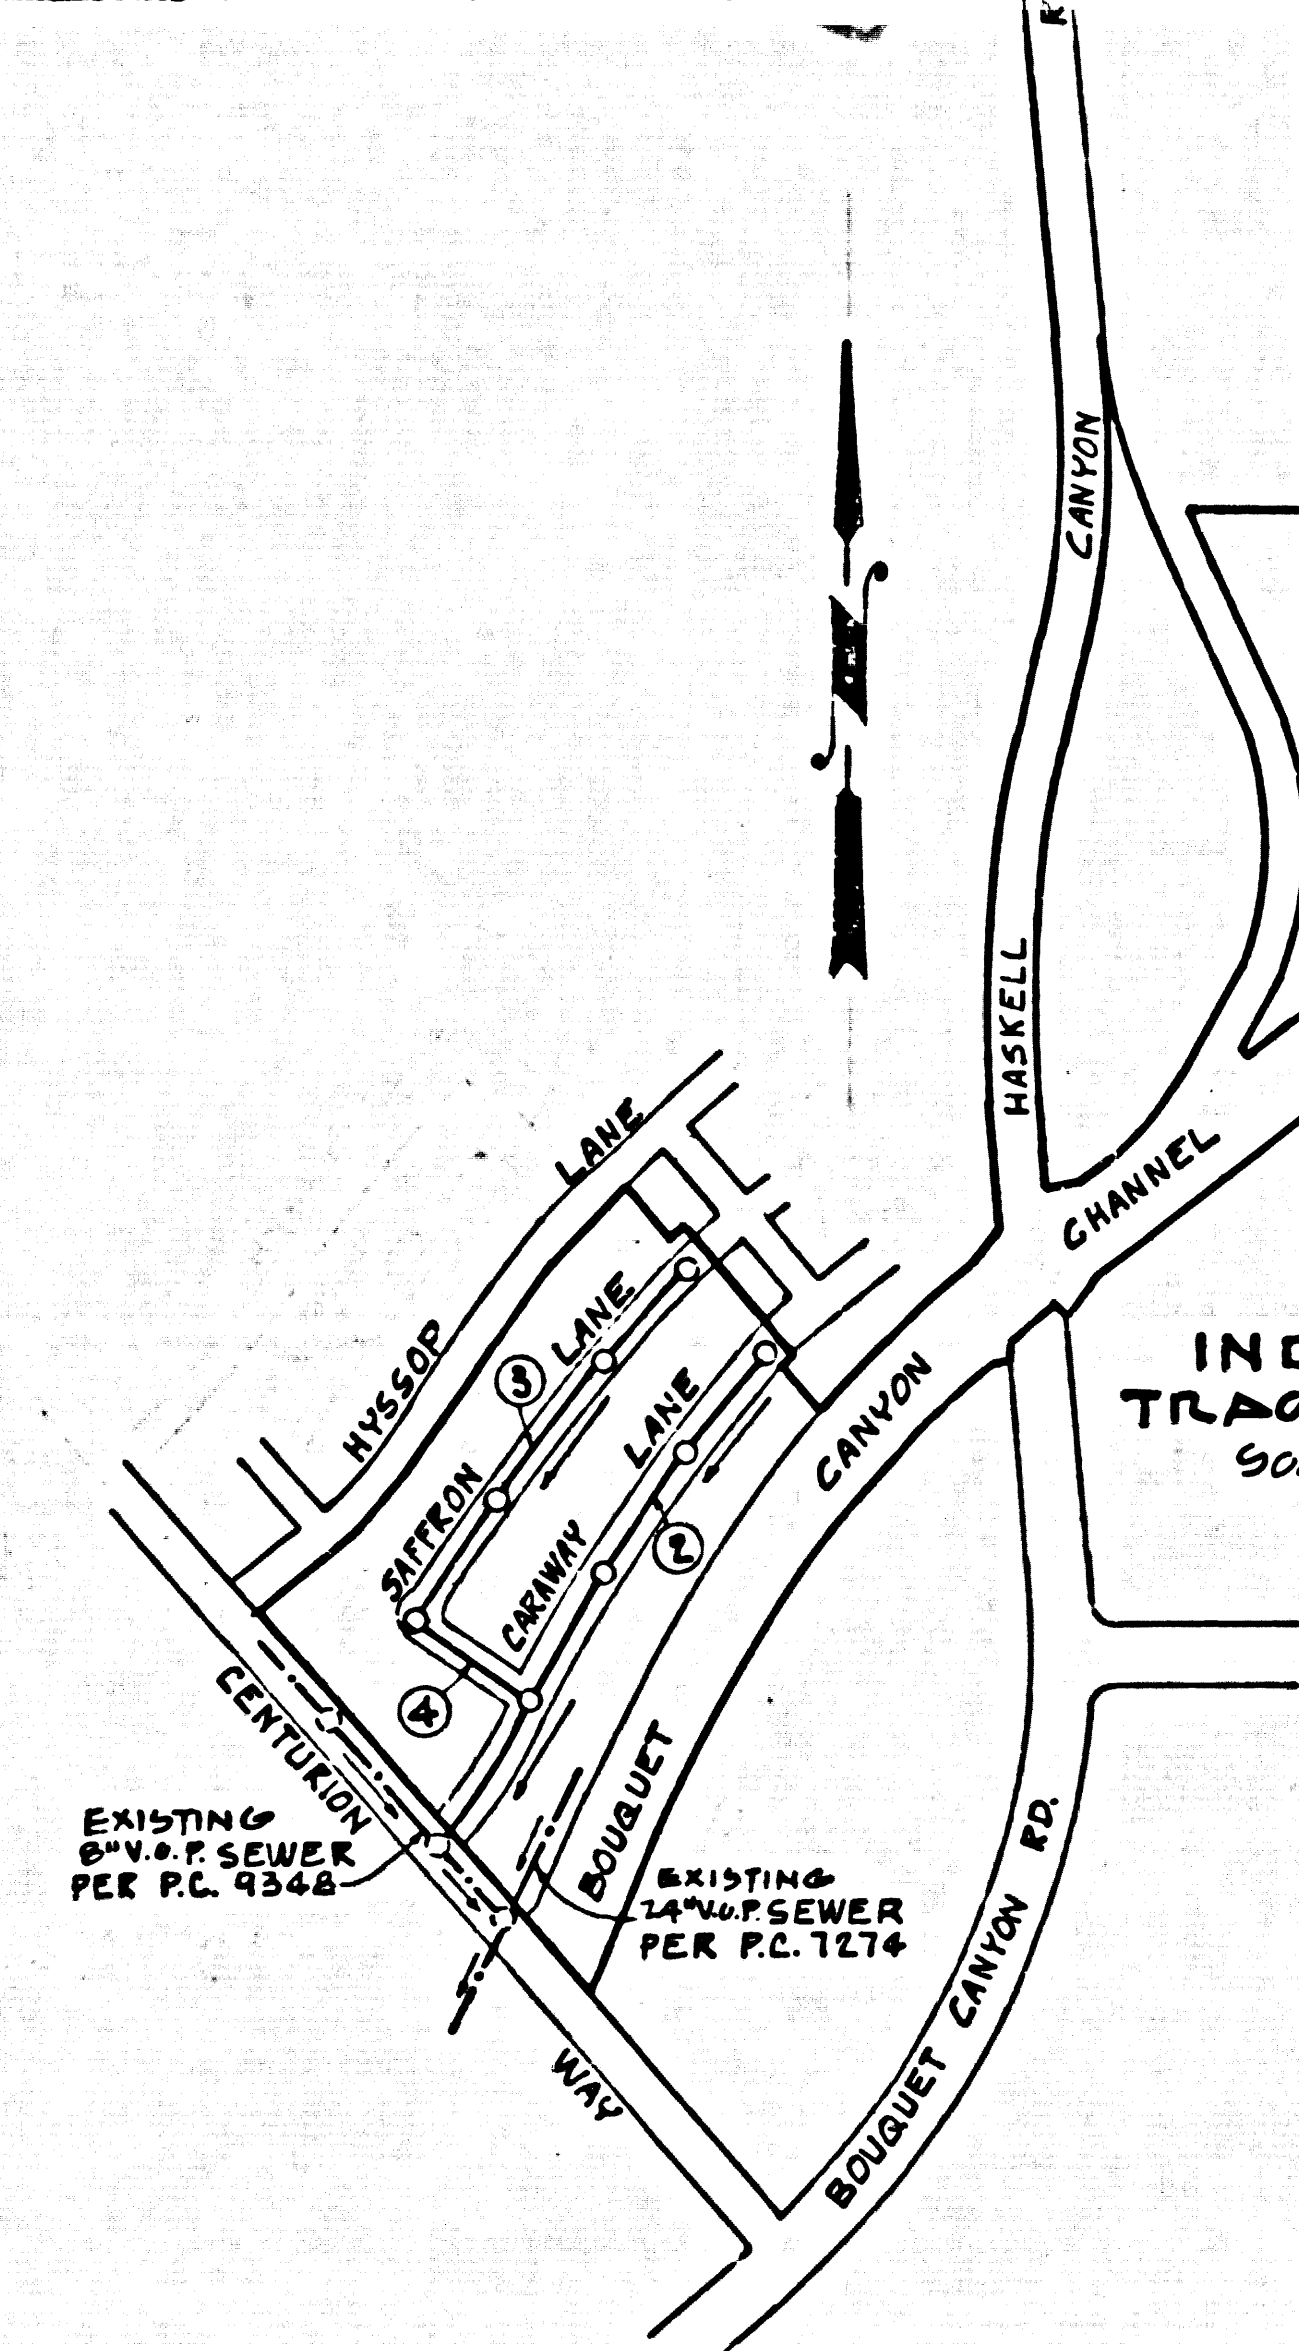 R
CANYON
HASKELL
CHANNEL
LANE
HYSSOP
LANE
SAFFRON
3
LANE
CARAWAY
2
4
CANYON
BOUQUET
CENTURION
WAY
EXISTING
8" V.C.P. SEWER
PER P.C. 9348
EXISTING
24" V.C.P. SEWER
PER P.C. 7274
BOUQUET CANYON RD.
IND
TRAC